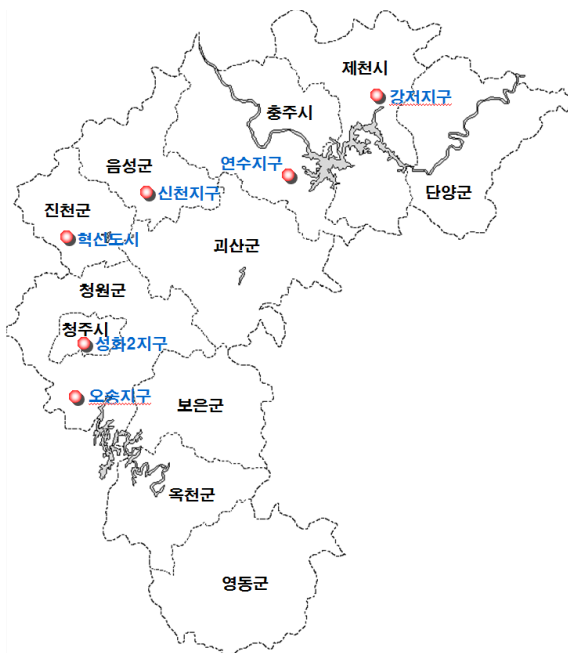 제천시
강저지구
충주시
연수지구
단양군
음성군
신천지구
진천군
혁신도시
괴산군
청원군
청주시
성화2지구
오송지구
보은군
옥천군
영동군